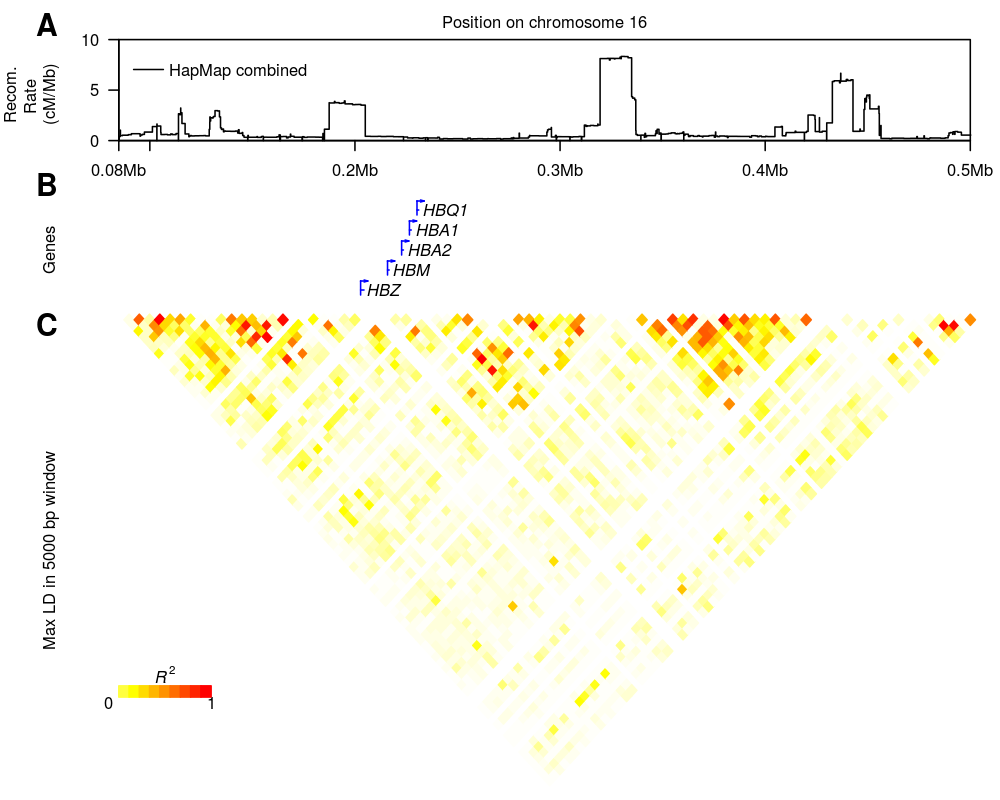 A
Position on chromosome 16
Recom.
Rate
(cM/Mb)
10
5
0
HapMap combined
0.08Mb
0.2Mb
0.3Mb
0.4Mb
0.5Mb
B
Genes
HBQ1
HBA1
HBA2
HBM
HBZ
C
Max LD in 5000 bp window
R²
0
1